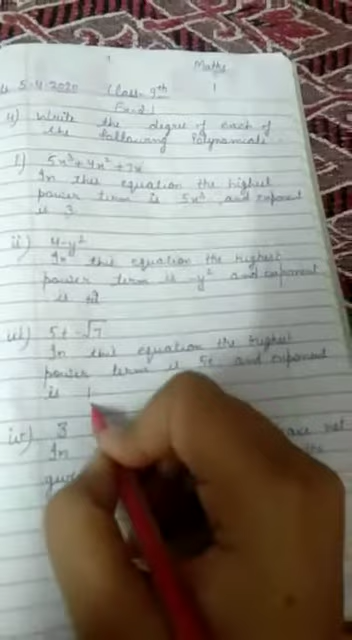 Maths
5-4-2020 Class- 9th 1
Ex-2.1
4) Write the degree of each of
the following Polynomials.
i) 5x³+4x²+7x
In this equation the highest
power term is 5x³ and exponent
is 3
ii) 4-y²
In this equation the highest
power term is -y² and exponent
is 2
iii) 5t-√7
In this equation the highest
power term is 5t and exponent
is 1
iv) 3
In